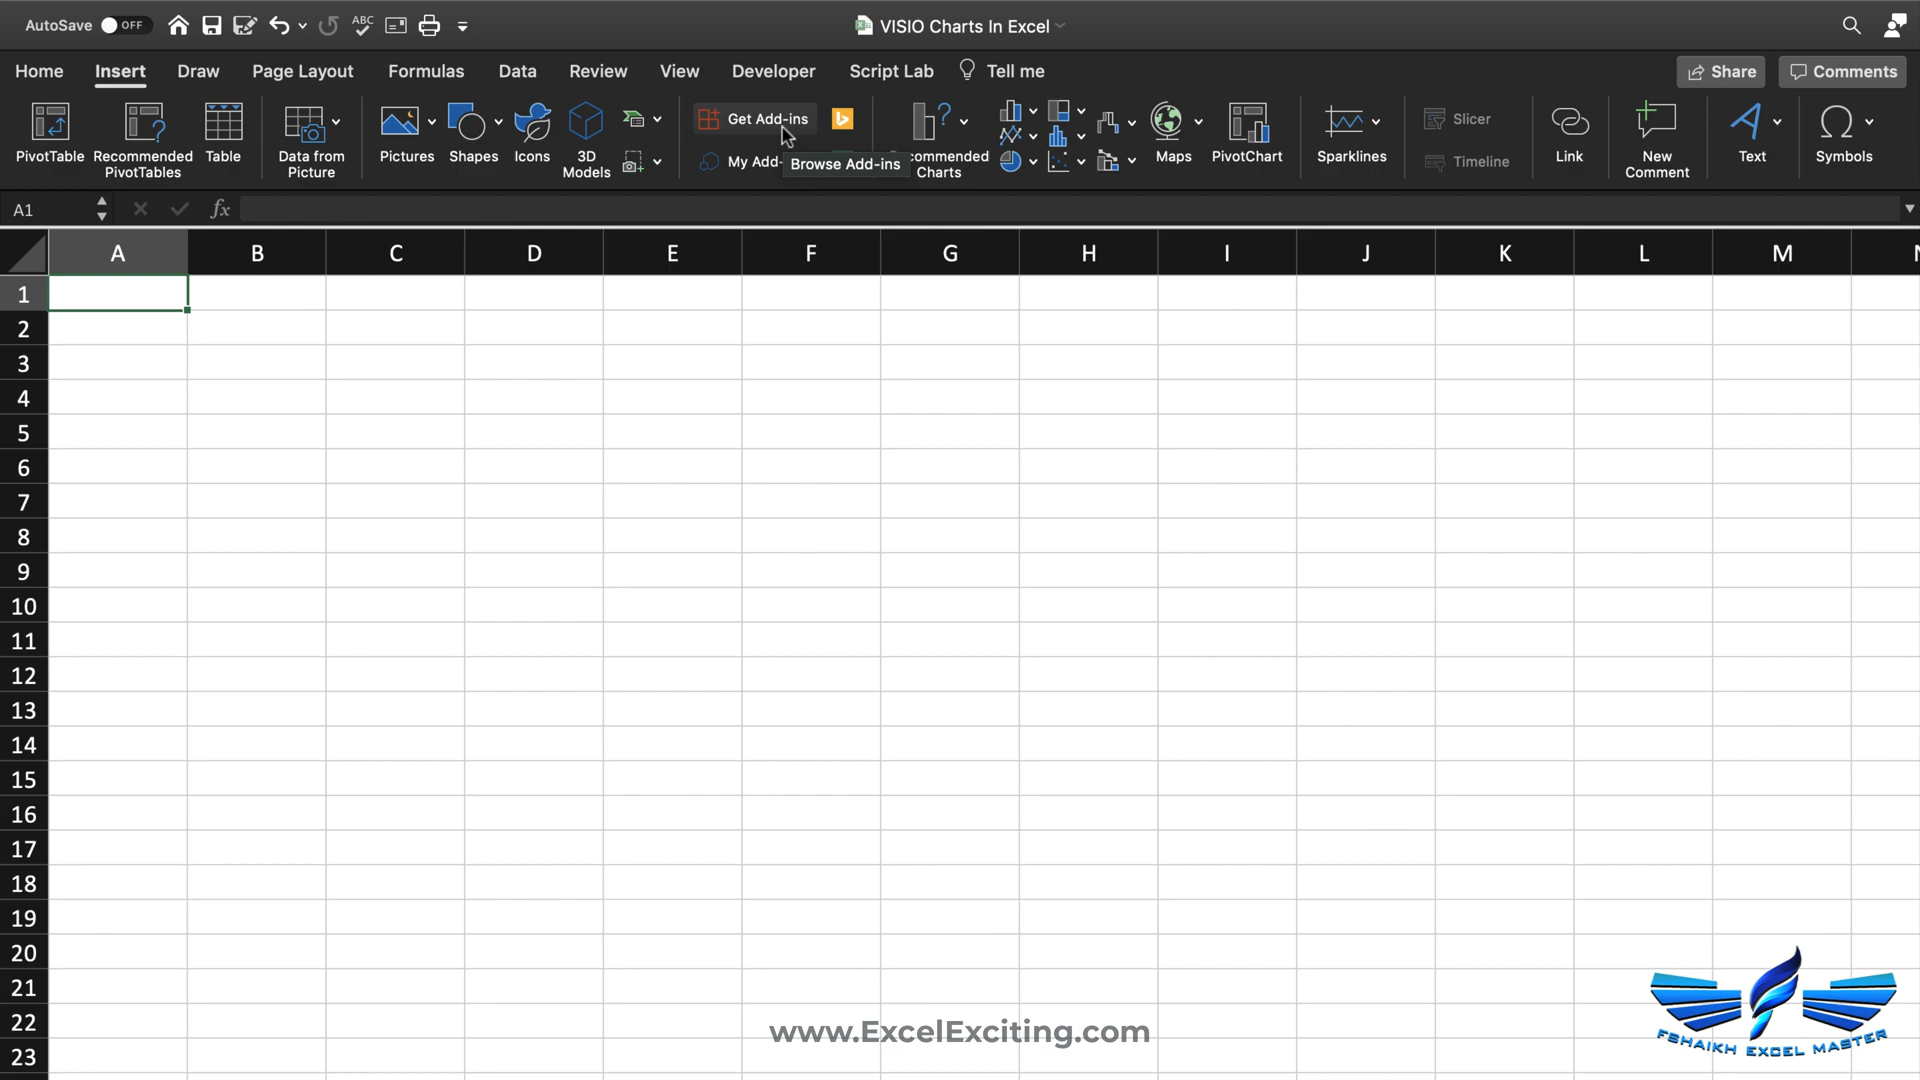 AutoSave OFF
ABC
VISIO Charts In Excel
Home Insert Draw Page Layout Formulas Data Review View Developer Script Lab Tell me Share Comments
PivotTable
Recommended
PivotTables
Table
Data from
Picture
Pictures
Shapes
Icons
3D
Models
Get Add-ins
My Add-
Browse Add-ins
commended
Charts
Maps
PivotChart
Sparklines
Slicer
Timeline
Link
New
Comment
Text
Symbols
A1 fx
A B C D E F G H I J K L M
1
2
3
4
5
6
7
8
9
10
11
12
13
14
15
16
17
18
19
20
21
22
23
www.ExcelExciting.com
FSHAIKH EXCEL MASTER